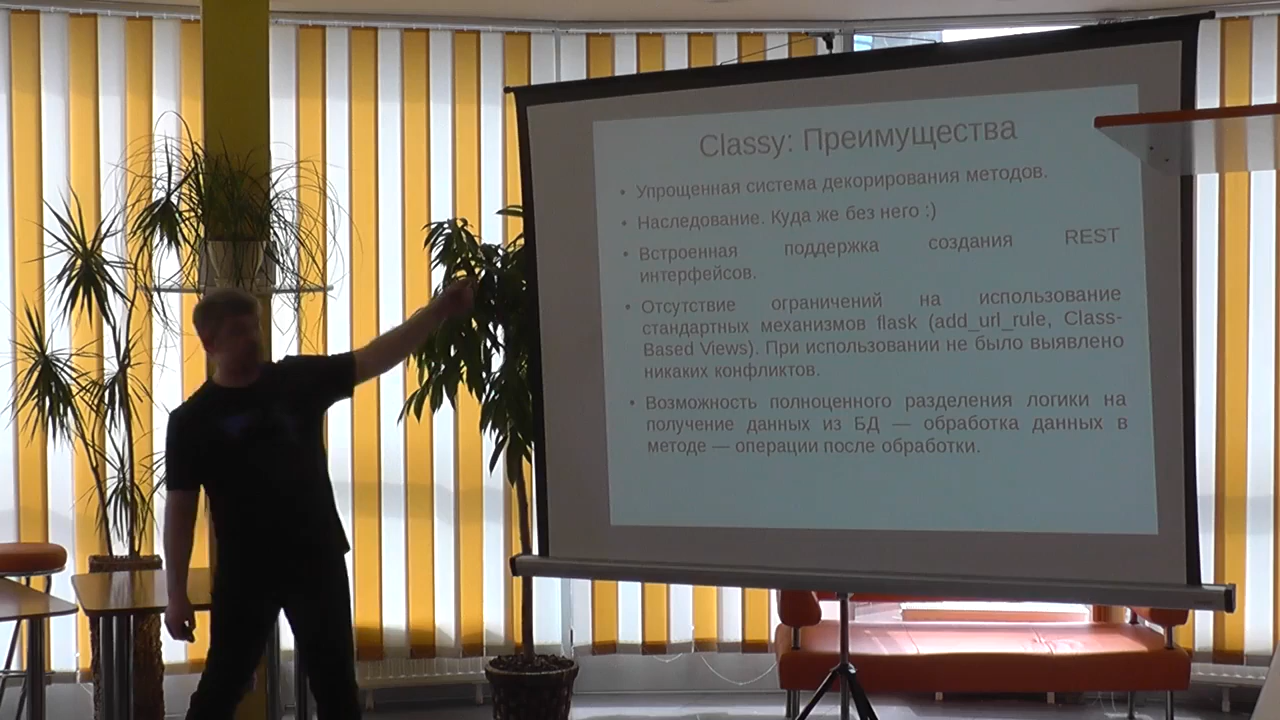 Classy: Преимущества
• Упрощенная система декорирования методов.
• Наследование. Куда же без него :)
• Встроенная поддержка создания REST
интерфейсов.
• Отсутствие ограничений на использование
стандартных механизмов flask (add_url_rule, Class-
Based Views). При использовании не было выявлено
никаких конфликтов.
• Возможность полноценного разделения логики на
получение данных из БД — обработка данных в
методе — операции после обработки.